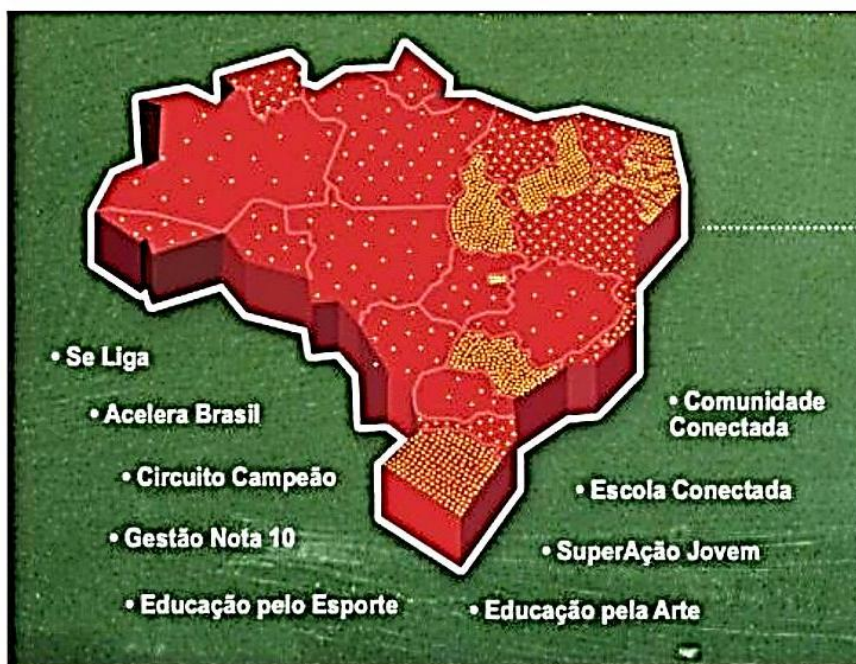 • Se Liga
• Acelera Brasil
• Circuito Campeão
• Gestão Nota 10
• Educação pelo Esporte
• Comunidade
Conectada
• Escola Conectada
• SuperAção Jovem
• Educação pela Arte